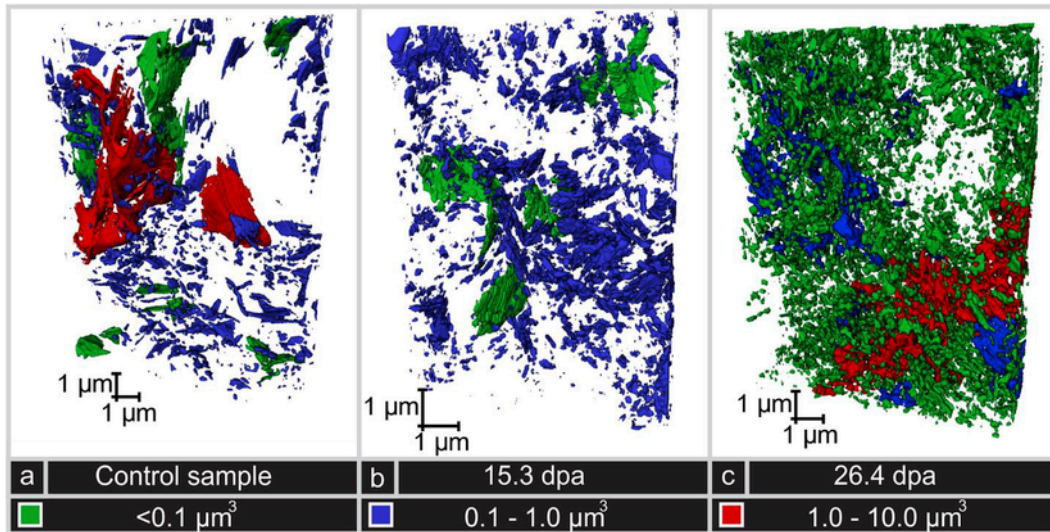 1 µm
1 µm
1 µm
1 µm
1 µm
1 µm
a Control sample
b 15.3 dpa
c 26.4 dpa
<0.1 µm³
0.1 - 1.0 µm³
1.0 - 10.0 µm³